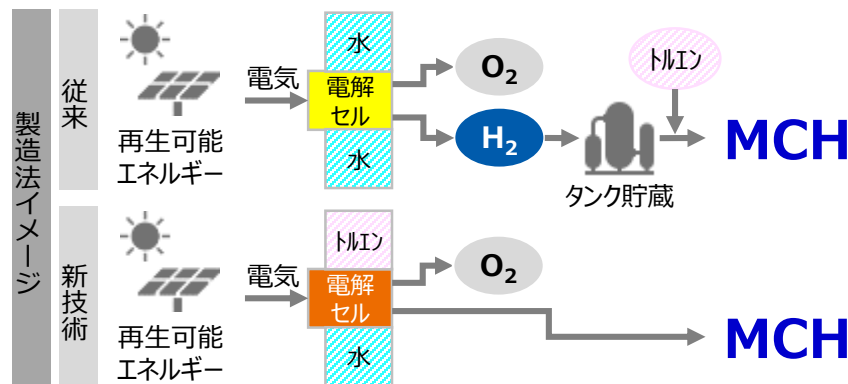 製造法イメージ
従来
再生可能
エネルギー
電気
水
電解
セル
水
O₂
H₂
タンク貯蔵
トルエン
MCH
新技術
再生可能
エネルギー
電気
トルエン
電解
セル
水
O₂
MCH